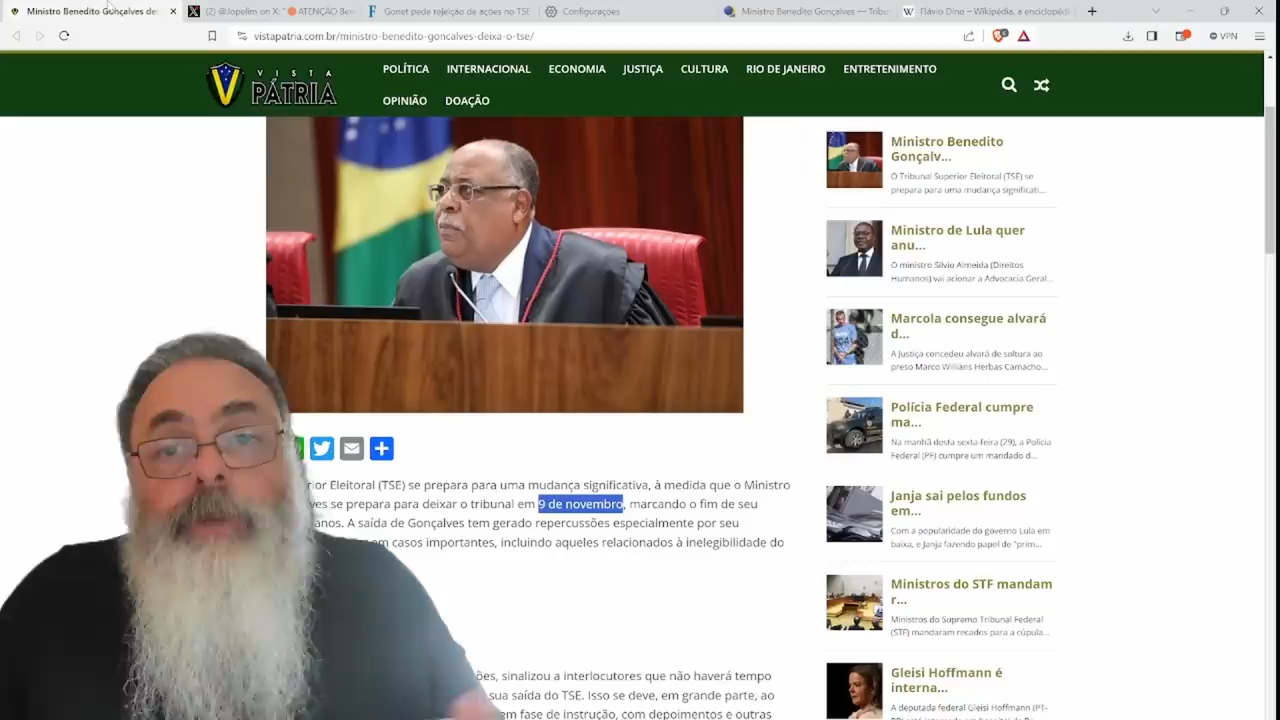 Ministro Benedito Gonçalves de
(2) @Jopelim on X: "🔴ATENÇÃO Ben
Gonet pede rejeição de ações no TSE
Configurações
Ministro Benedito Gonçalves — Tribu
Flávio Dino – Wikipédia, a enciclopédi
vistapatria.com.br/ministro-benedito-goncalves-deixa-o-tse/
VPN
VISTA
PÁTRIA
POLÍTICA INTERNACIONAL ECONOMIA JUSTIÇA CULTURA RIO DE JANEIRO ENTRETENIMENTO
OPINIÃO DOAÇÃO
rior Eleitoral (TSE) se prepara para uma mudança significativa, à medida que o Ministro
ves se prepara para deixar o tribunal em 9 de novembro, marcando o fim de seu
anos. A saída de Gonçalves tem gerado repercussões especialmente por seu
em casos importantes, incluindo aqueles relacionados à inelegibilidade do
ões, sinalizou a interlocutores que não haverá tempo
sua saída do TSE. Isso se deve, em grande parte, ao
em fase de instrução, com depoimentos e outras
Ministro Benedito
Gonçalv...
O Tribunal Superior Eleitoral (TSE) se
prepara para uma mudança significati...
Ministro de Lula quer
anu...
O ministro Silvio Almeida (Direitos
Humanos) vai acionar a Advocacia Geral...
Marcola consegue alvará
d...
A Justiça concedeu alvará de soltura ao
preso Marco Willians Herbas Camacho...
Polícia Federal cumpre
ma...
Na manhã desta sexta-feira (29), a Polícia
Federal (PF) cumpre um mandado d...
Janja sai pelos fundos
em...
Com a popularidade do governo Lula em
baixa, e Janja fazendo papel de "prim...
Ministros do STF mandam
r...
Ministros do Supremo Tribunal Federal
(STF) mandaram recados para a cúpula...
Gleisi Hoffmann é
interna...
A deputada federal Gleisi Hoffmann (PT-